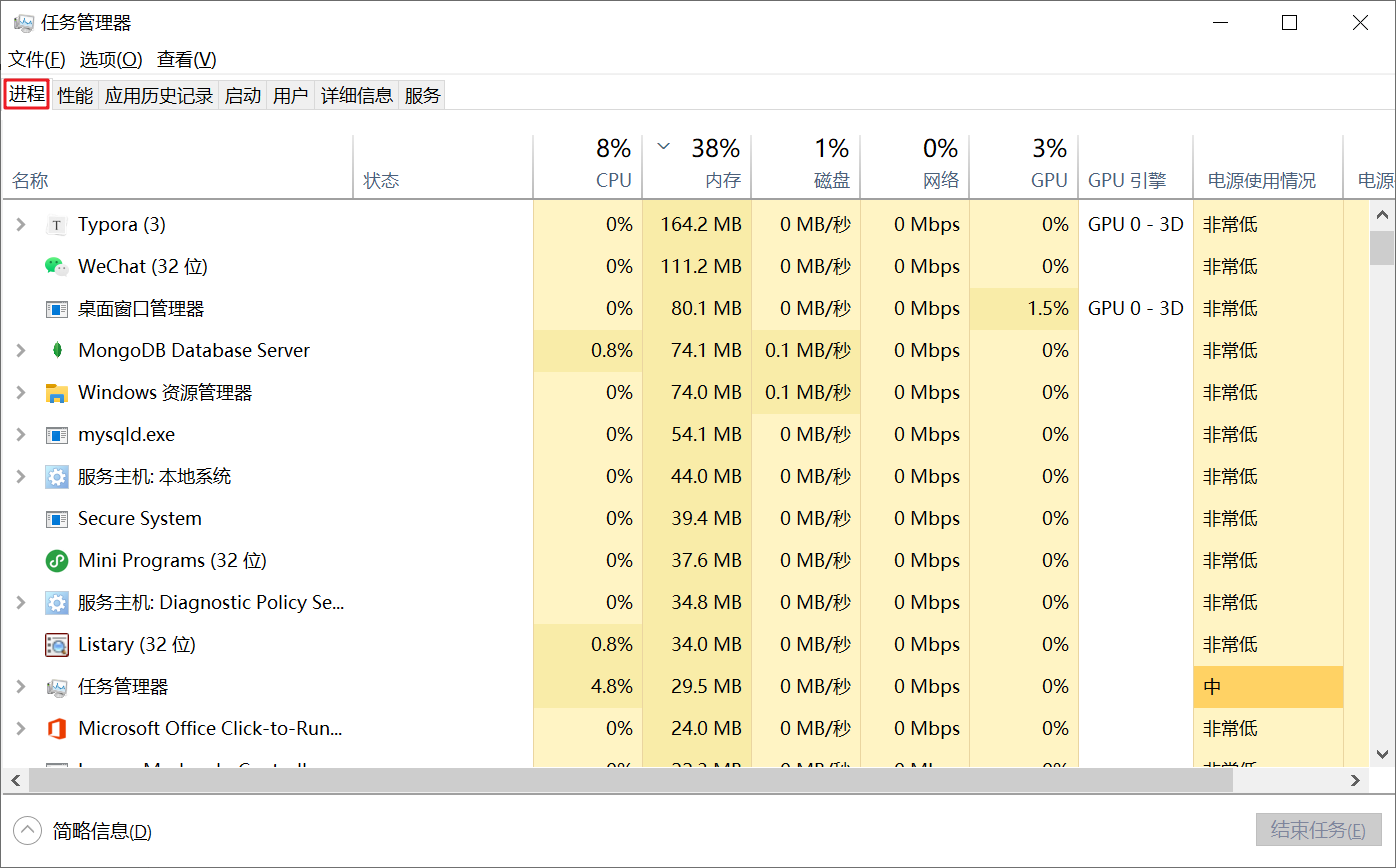 任务管理器
文件(F) 选项(O) 查看(V)
进程 性能 应用历史记录 启动 用户 详细信息 服务
8% 38% 1% 0% 3%
名称 状态 CPU 内存 磁盘 网络 GPU GPU 引擎 电源使用情况 电源
Typora (3) 0% 164.2 MB 0 MB/秒 0 Mbps 0% GPU 0 - 3D 非常低
WeChat (32 位) 0% 111.2 MB 0 MB/秒 0 Mbps 0% 非常低
桌面窗口管理器 0% 80.1 MB 0 MB/秒 0 Mbps 1.5% GPU 0 - 3D 非常低
MongoDB Database Server 0.8% 74.1 MB 0.1 MB/秒 0 Mbps 0% 非常低
Windows 资源管理器 0% 74.0 MB 0.1 MB/秒 0 Mbps 0% 非常低
mysqld.exe 0% 54.1 MB 0 MB/秒 0 Mbps 0% 非常低
服务主机: 本地系统 0% 44.0 MB 0 MB/秒 0 Mbps 0% 非常低
Secure System 0% 39.4 MB 0 MB/秒 0 Mbps 0% 非常低
Mini Programs (32 位) 0% 37.6 MB 0 MB/秒 0 Mbps 0% 非常低
服务主机: Diagnostic Policy Se... 0% 34.8 MB 0 MB/秒 0 Mbps 0% 非常低
Listary (32 位) 0.8% 34.0 MB 0 MB/秒 0 Mbps 0% 非常低
任务管理器 4.8% 29.5 MB 0 MB/秒 0 Mbps 0% 中
Microsoft Office Click-to-Run... 0% 24.0 MB 0 MB/秒 0 Mbps 0% 非常低
简略信息(D) 结束任务(E)